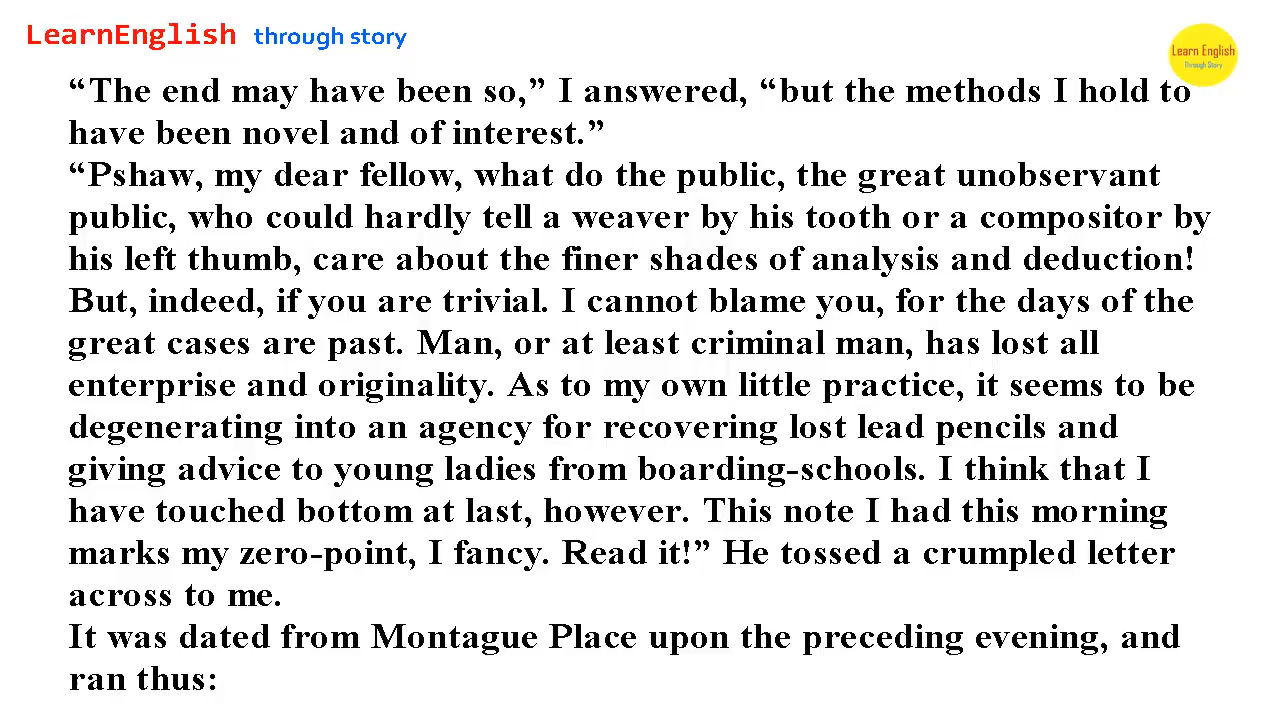 LearnEnglish through story
Learn English
Through Story
“The end may have been so,” I answered, “but the methods I hold to
have been novel and of interest.”
“Pshaw, my dear fellow, what do the public, the great unobservant
public, who could hardly tell a weaver by his tooth or a compositor by
his left thumb, care about the finer shades of analysis and deduction!
But, indeed, if you are trivial. I cannot blame you, for the days of the
great cases are past. Man, or at least criminal man, has lost all
enterprise and originality. As to my own little practice, it seems to be
degenerating into an agency for recovering lost lead pencils and
giving advice to young ladies from boarding-schools. I think that I
have touched bottom at last, however. This note I had this morning
marks my zero-point, I fancy. Read it!” He tossed a crumpled letter
across to me.
It was dated from Montague Place upon the preceding evening, and
ran thus: